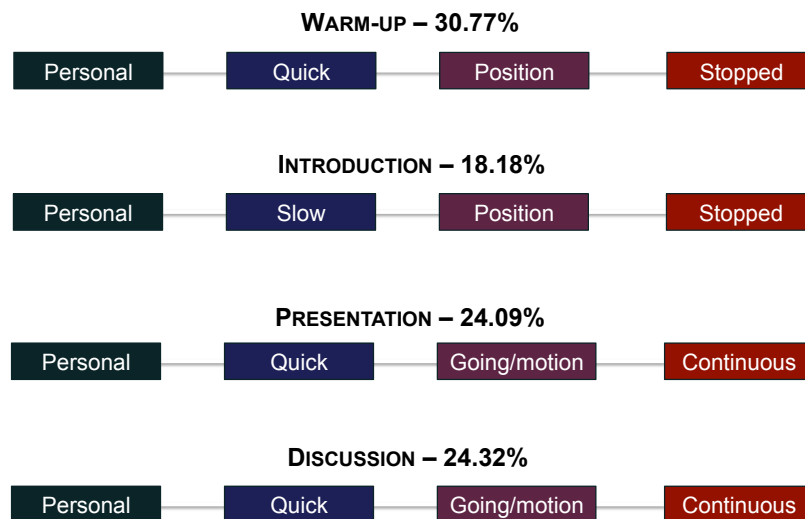 WARM-UP – 30.77%
Personal Quick Position Stopped
INTRODUCTION – 18.18%
Personal Slow Position Stopped
PRESENTATION – 24.09%
Personal Quick Going/motion Continuous
DISCUSSION – 24.32%
Personal Quick Going/motion Continuous